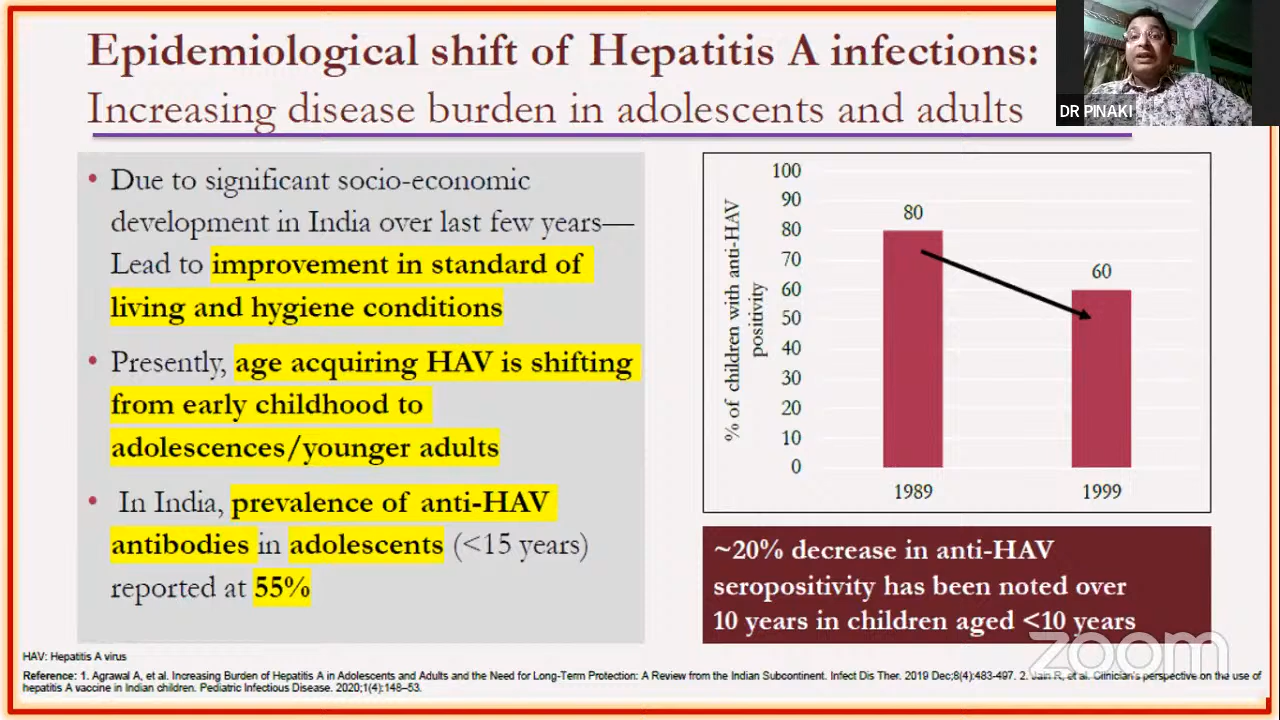 Epidemiological shift of Hepatitis A infections:
Increasing disease burden in adolescents and adults
DR PINAKI
• Due to significant socio-economic
development in India over last few years—
Lead to improvement in standard of
living and hygiene conditions
• Presently, age acquiring HAV is shifting
from early childhood to
adolescences/younger adults
• In India, prevalence of anti-HAV
antibodies in adolescents (<15 years)
reported at 55%
% of children with anti-HAV
positivity
100
90
80
70
60
50
40
30
20
10
0
80
60
1989
1999
~20% decrease in anti-HAV
seropositivity has been noted over
10 years in children aged <10 years
zoom
HAV: Hepatitis A virus
Reference: 1. Agrawal A, et al. Increasing Burden of Hepatitis A in Adolescents and Adults and the Need for Long-Term Protection: A Review from the Indian Subcontinent. Infect Dis Ther. 2019 Dec;8(4):483-497. 2. Jain R, et al. Clinician's perspective on the use of
hepatitis A vaccine in Indian children. Pediatric Infectious Disease. 2020;1(4):148–53.